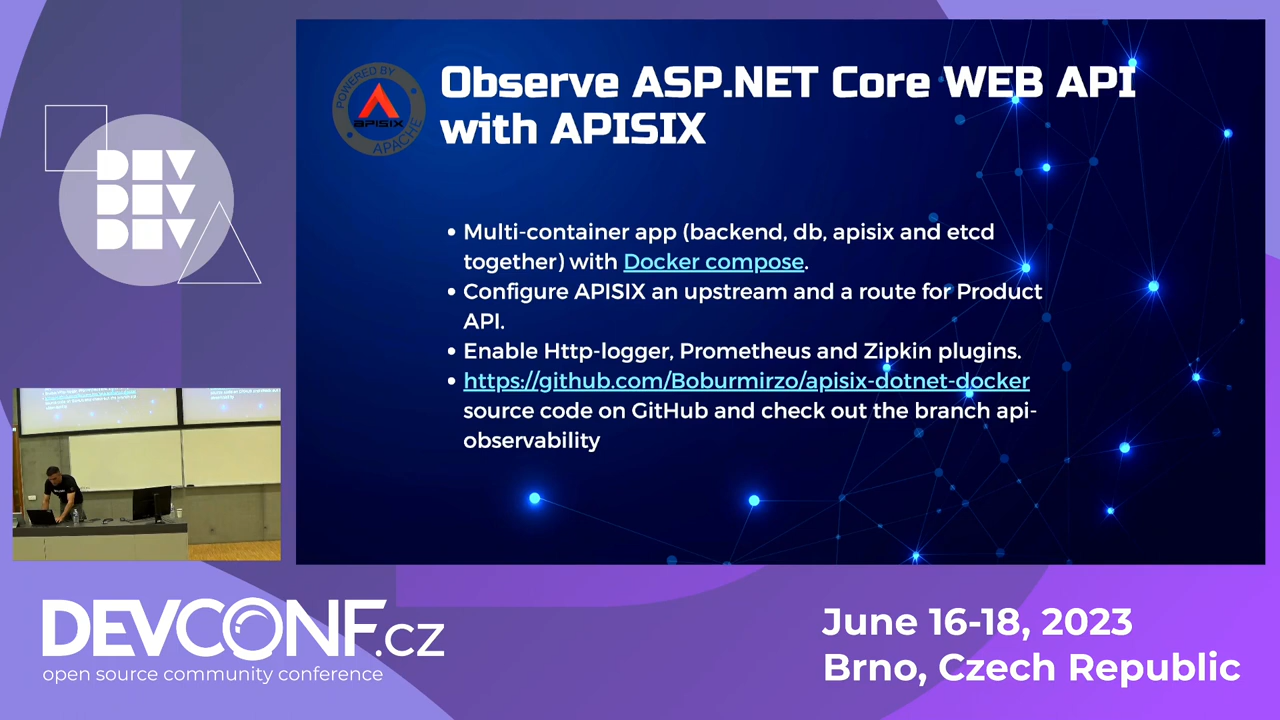 POWERED BY
APISIX
APACHE
Observe ASP.NET Core WEB API
with APISIX
• Multi-container app (backend, db, apisix and etcd
together) with Docker compose.
• Configure APISIX an upstream and a route for Product
API.
• Enable Http-logger, Prometheus and Zipkin plugins.
• https://github.com/Boburmirzo/apisix-dotnet-docker
source code on GitHub and check out the branch api-
observability
DEV
DEV
DEV
DEVCONF.cz
open source community conference
June 16-18, 2023
Brno, Czech Republic